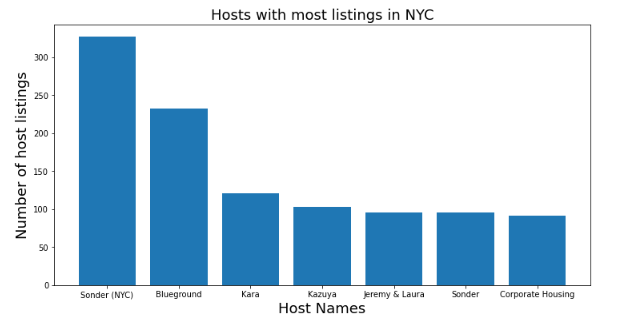 Hosts with most listings in NYC
Number of host listings
300
250
200
150
100
50
0
Sonder (NYC) Blueground Kara Kazuya Jeremy & Laura Sonder Corporate Housing
Host Names